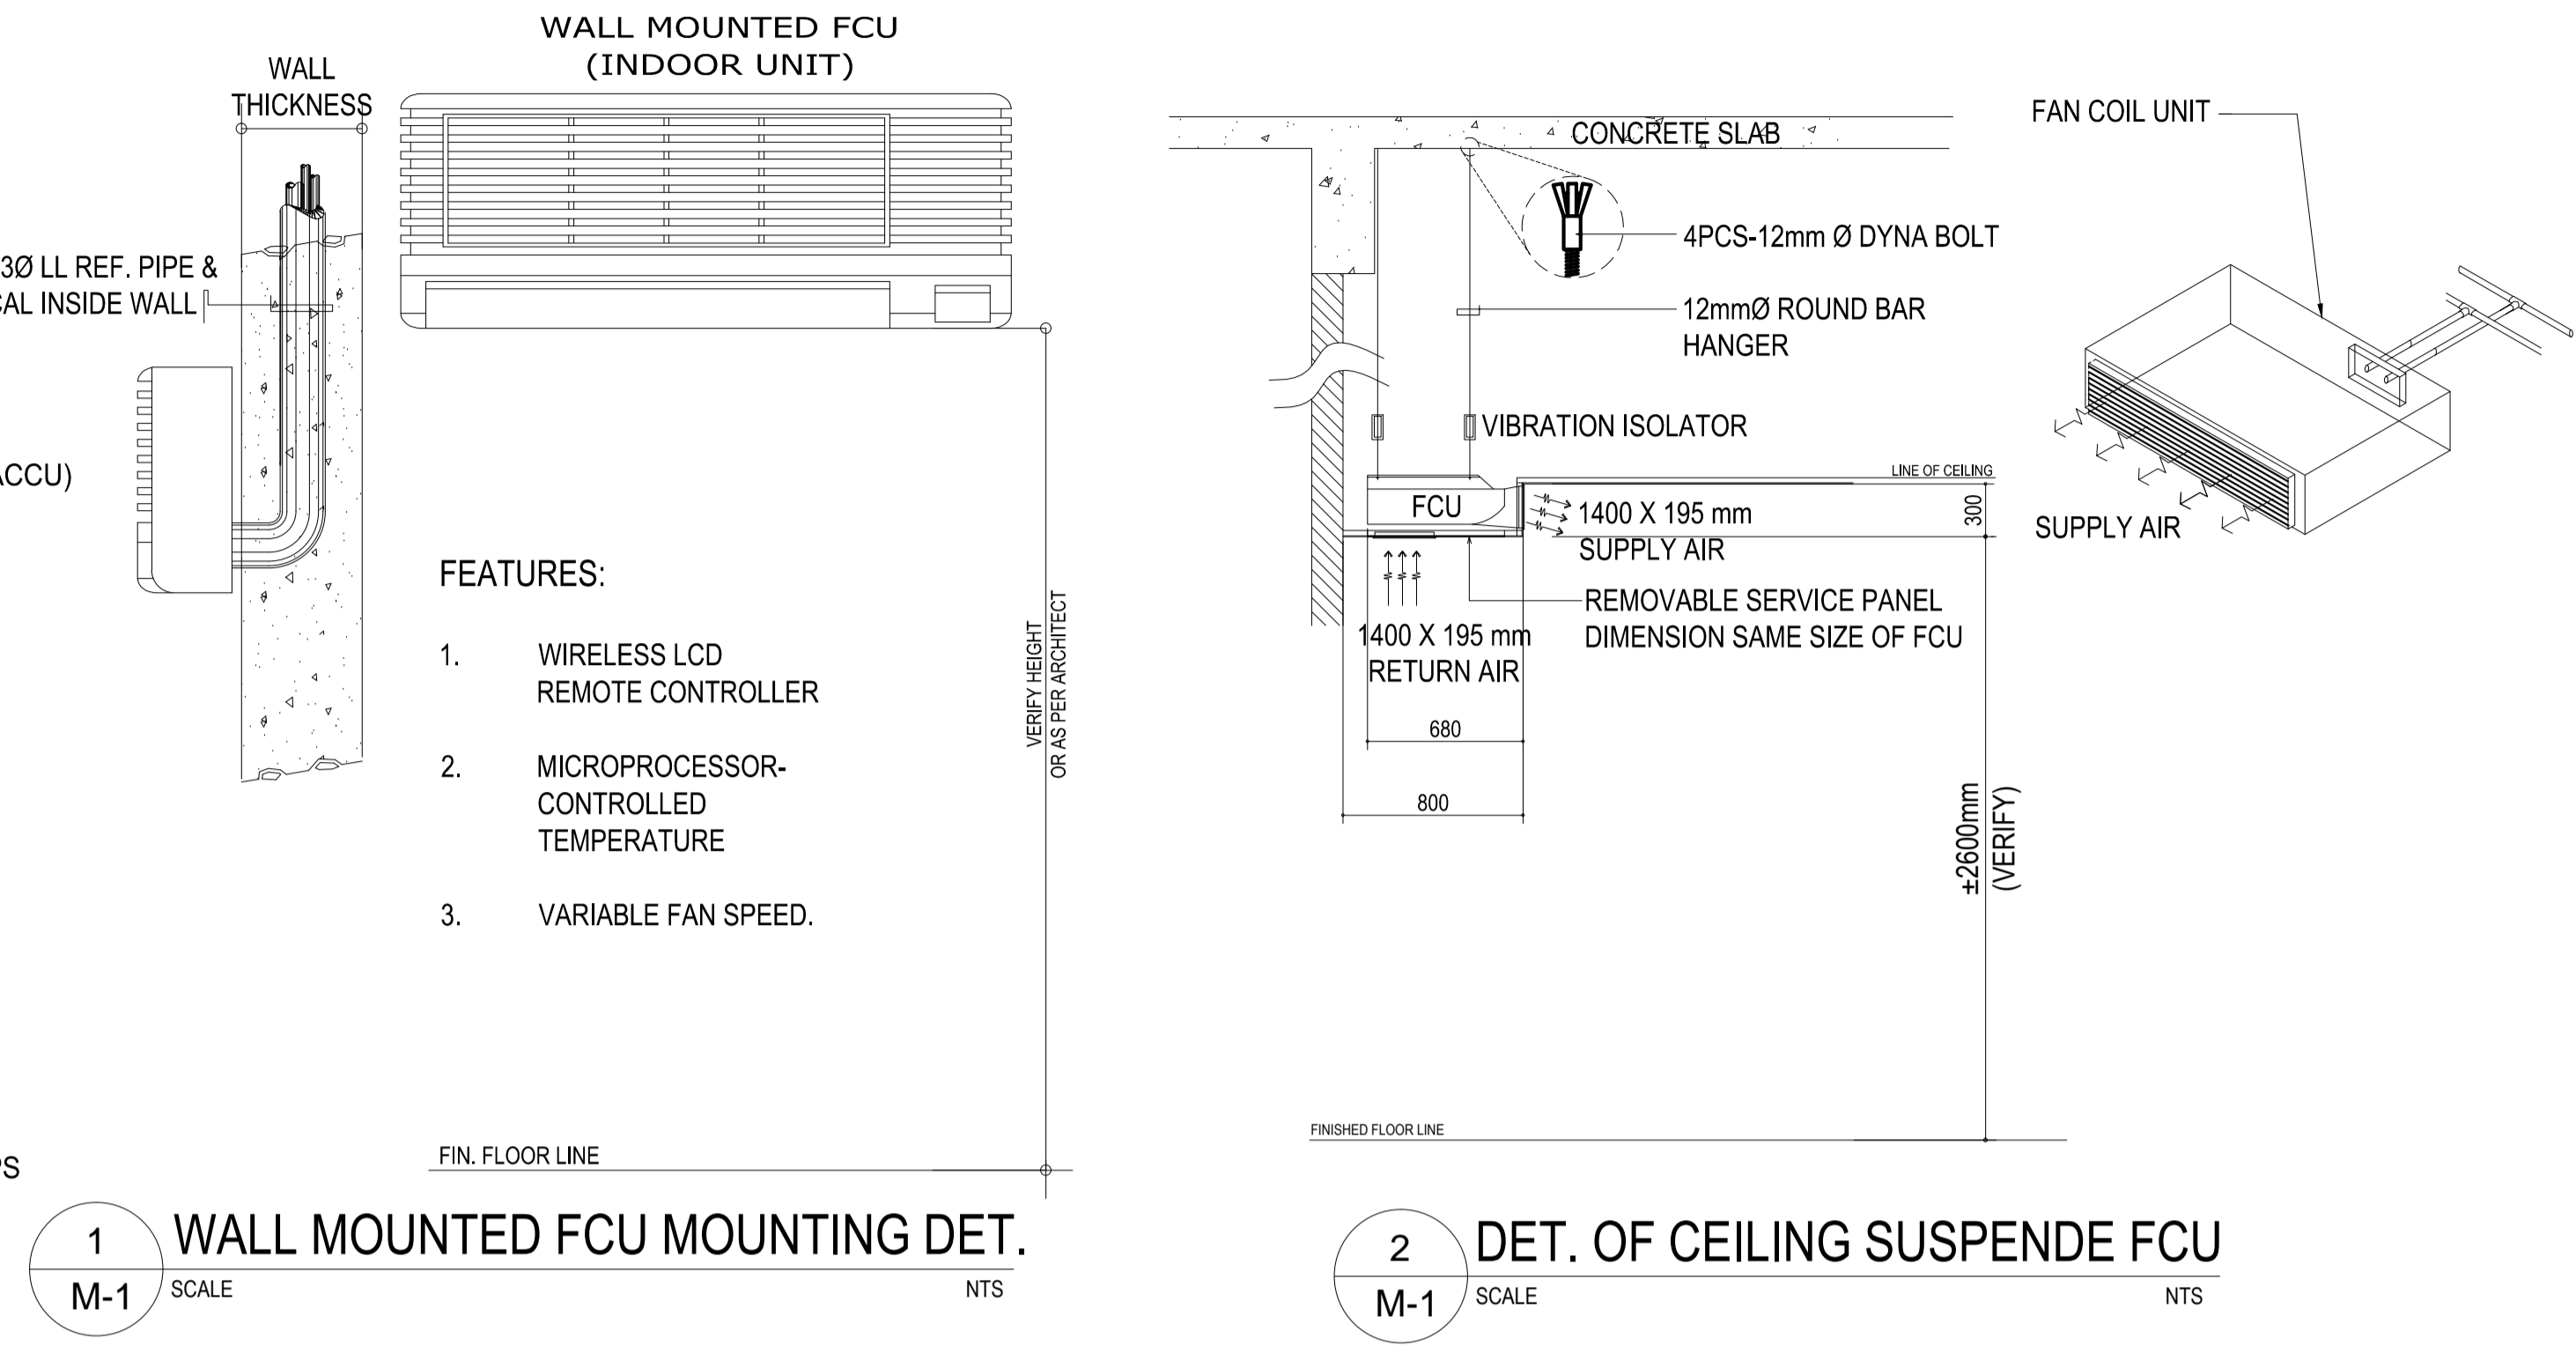 WALL MOUNTED FCU
(INDOOR UNIT)
WALL
THICKNESS
3Ø LL REF. PIPE &
CAL INSIDE WALL
ACCU)
FEATURES:
1. WIRELESS LCD
REMOTE CONTROLLER
2. MICROPROCESSOR-
CONTROLLED
TEMPERATURE
3. VARIABLE FAN SPEED.
VERIFY HEIGHT
OR AS PER ARCHITECT
FIN. FLOOR LINE
PS
1
M-1
WALL MOUNTED FCU MOUNTING DET.
SCALE NTS
CONCRETE SLAB
4PCS-12mm Ø DYNA BOLT
12mmØ ROUND BAR
HANGER
VIBRATION ISOLATOR
LINE OF CEILING
FCU
1400 X 195 mm
SUPPLY AIR
300
REMOVABLE SERVICE PANEL
DIMENSION SAME SIZE OF FCU
1400 X 195 mm
RETURN AIR
680
800
±2600mm
(VERIFY)
FINISHED FLOOR LINE
FAN COIL UNIT
SUPPLY AIR
2
M-1
DET. OF CEILING SUSPENDE FCU
SCALE NTS